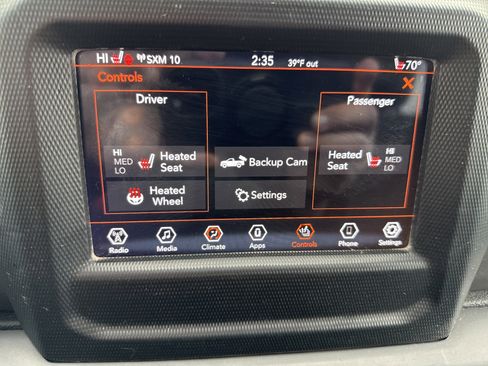 HI SXM 10 2:35 39°F out 70°
Controls X
Driver
Passenger
HI
MED
LO
Heated
Seat
Backup Cam
Heated
Seat
HI
MED
LO
Heated
Wheel
Settings
Radio Media Climate Apps Controls Phone Settings